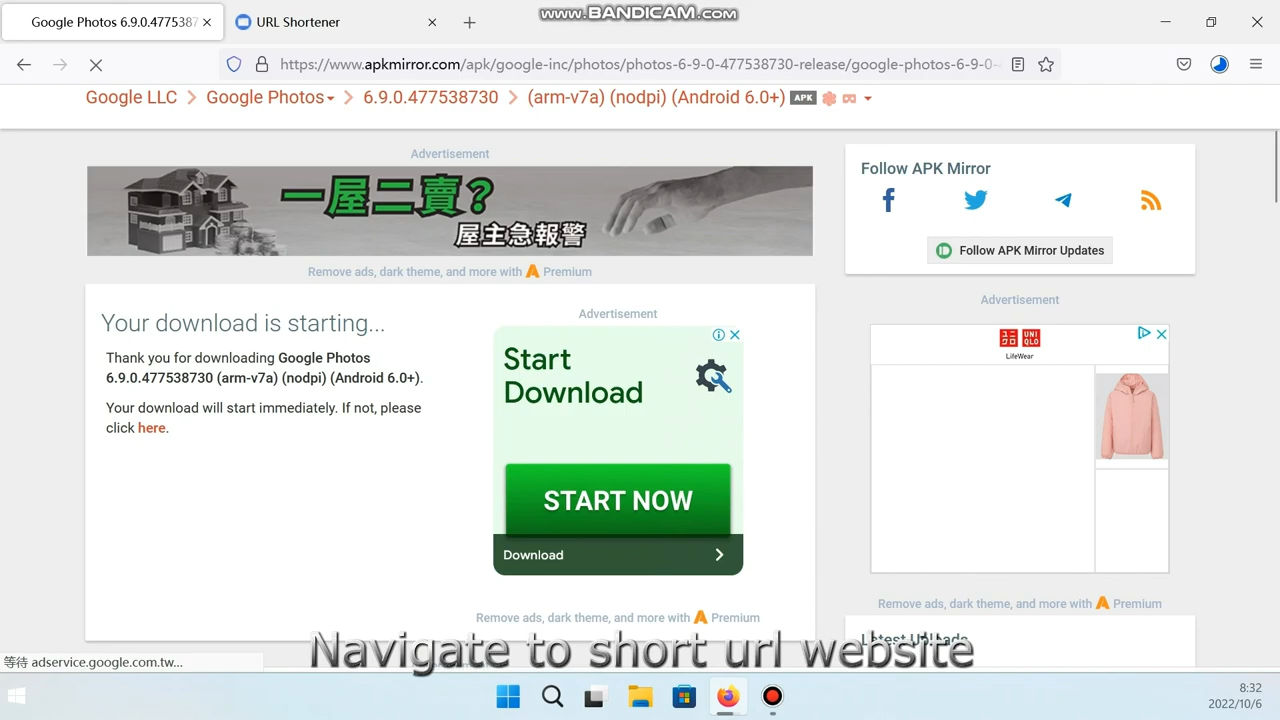 www.BANDICAM.com
Google Photos 6.9.0.477538
URL Shortener
https://www.apkmirror.com/apk/google-inc/photos/photos-6-9-0-477538730-release/google-photos-6-9-0-
Google LLC
Google Photos
6.9.0.477538730
(arm-v7a) (nodpi) (Android 6.0+)
APK
Advertisement
一屋二賣？
屋主急報警
Remove ads, dark theme, and more with Premium
Your download is starting...
Thank you for downloading Google Photos
6.9.0.477538730 (arm-v7a) (nodpi) (Android 6.0+).
Your download will start immediately. If not, please
click here.
Advertisement
Start
Download
START NOW
Download
Remove ads, dark theme, and more with Premium
Follow APK Mirror
Follow APK Mirror Updates
Advertisement
UNIQLO
LifeWear
Remove ads, dark theme, and more with Premium
Latest Uploads
Navigate to short url website
等待 adservice.google.com.tw...
8:32
2022/10/6